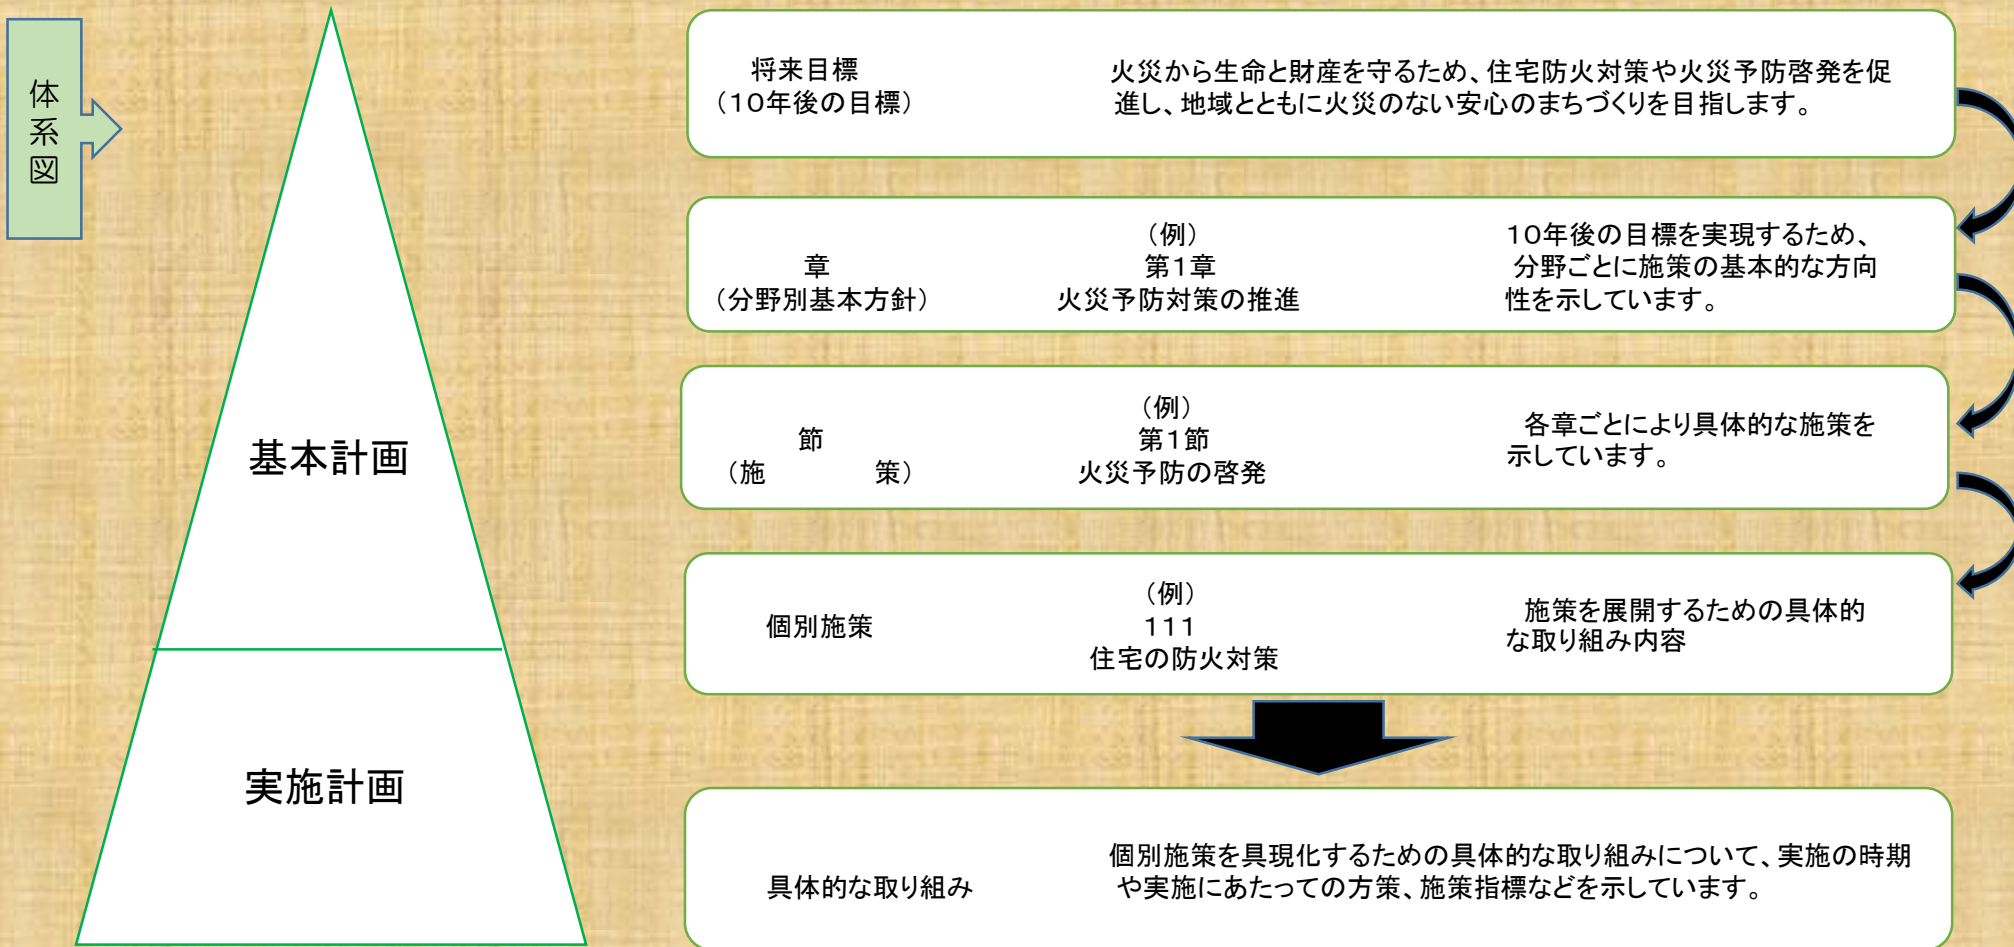 体系図
基本計画
実施計画
将来目標
（10年後の目標）
火災から生命と財産を守るため、住宅防火対策や火災予防啓発を促
進し、地域とともに火災のない安心のまちづくりを目指します。
章
（分野別基本方針）
（例）
第1章
火災予防対策の推進
10年後の目標を実現するため、
分野ごとに施策の基本的な方向
性を示しています。
節
（施　　　　策）
（例）
第1節
火災予防の啓発
各章ごとにより具体的な施策を
示しています。
個別施策
（例）
111
住宅の防火対策
施策を展開するための具体的
な取り組み内容
具体的な取り組み
個別施策を具現化するための具体的な取り組みについて、実施の時期
や実施にあたっての方策、施策指標などを示しています。